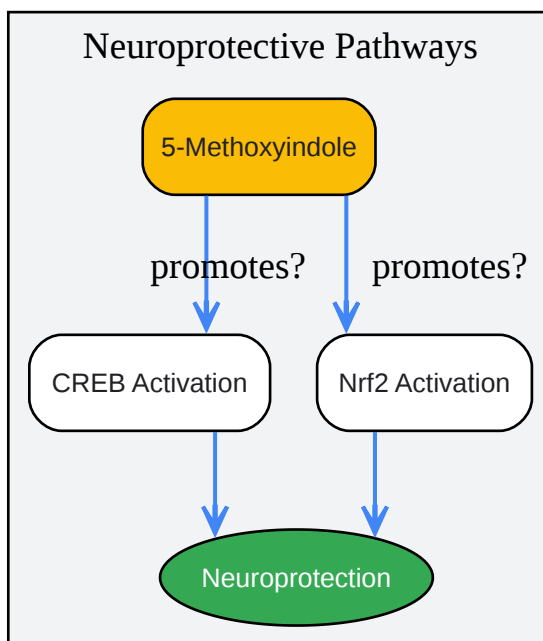 Neuroprotective Pathways
5-Methoxyindole
promotes? promotes?
CREB Activation
Nrf2 Activation
Neuroprotection